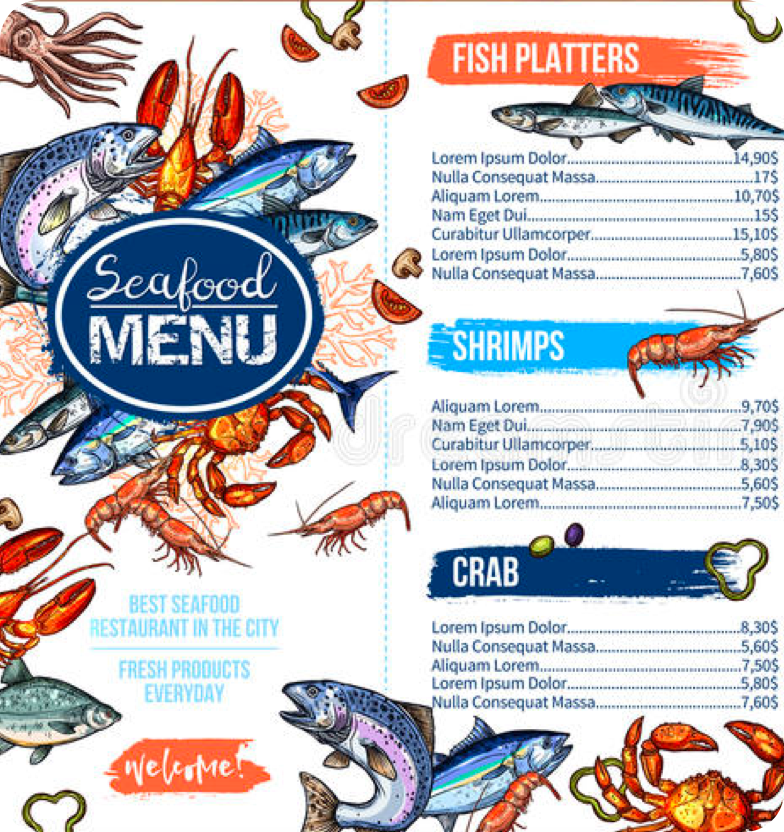 Seafood
MENU
BEST SEAFOOD
RESTAURANT IN THE CITY
FRESH PRODUCTS
EVERYDAY
Welcome!
FISH PLATTERS
Lorem Ipsum Dolor 14,90$
Nulla Consequat Massa 17$
Aliquam Lorem 10,70$
Nam Eget Dui 15$
Curabitur Ullamcorper 15,10$
Lorem Ipsum Dolor 5,80$
Nulla Consequat Massa 7,60$
SHRIMPS
Aliquam Lorem 9,70$
Nam Eget Dui 7,90$
Curabitur Ullamcorper 5,10$
Lorem Ipsum Dolor 8,30$
Nulla Consequat Massa 5,60$
Aliquam Lorem 7,50$
CRAB
Lorem Ipsum Dolor 8,30$
Nulla Consequat Massa 5,60$
Aliquam Lorem 7,50$
Lorem Ipsum Dolor 5,80$
Nulla Consequat Massa 7,60$